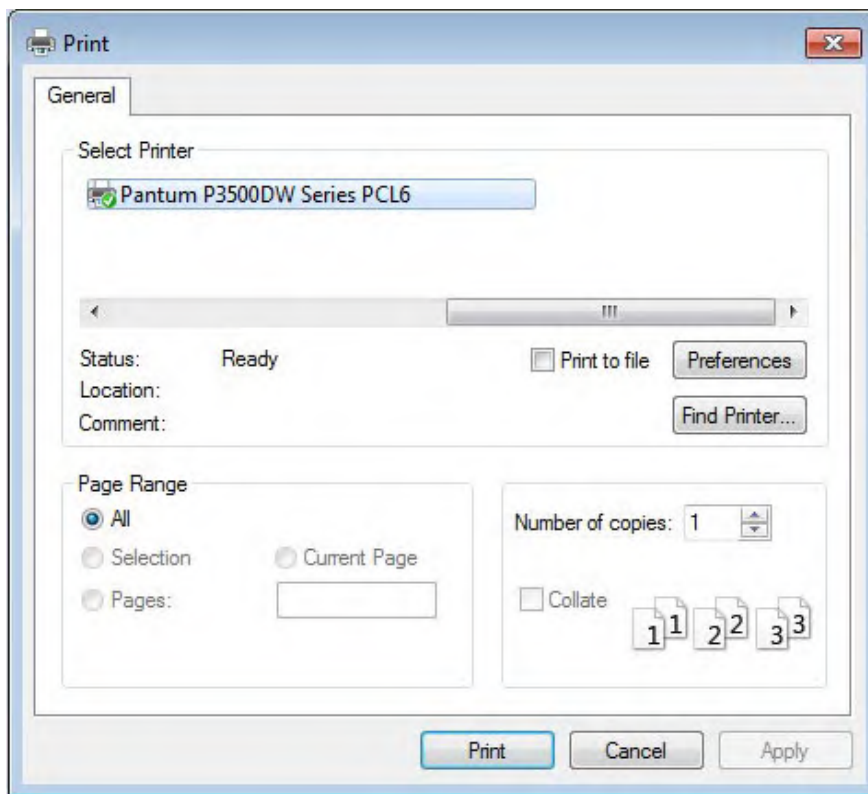 Print
General
Select Printer
Pantum P3500DW Series PCL6
Status: Ready
Print to file
Preferences
Location:
Comment:
Find Printer...
Page Range
All
Selection
Current Page
Pages:
Number of copies: 1
Collate
1 1 2 2 3 3
Print
Cancel
Apply